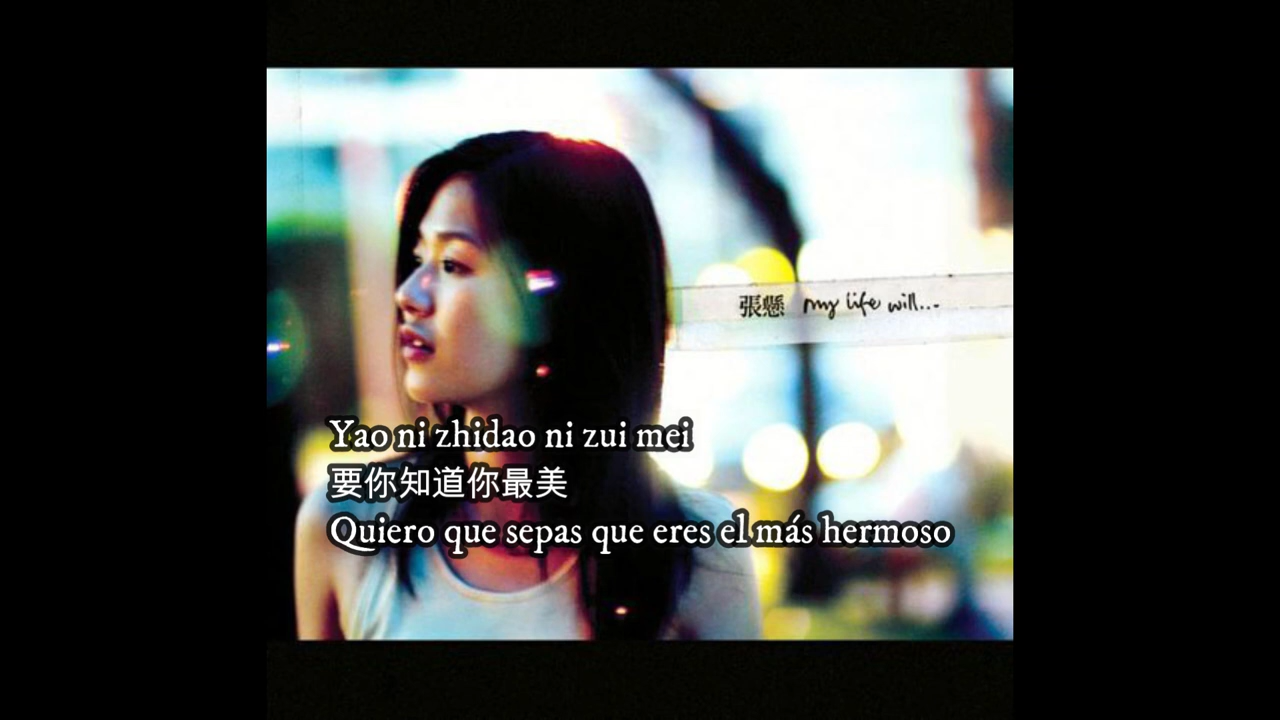 張懸 my life will...
Yao ni zhidao ni zui mei
要你知道你最美
Quiero que sepas que eres el más hermoso